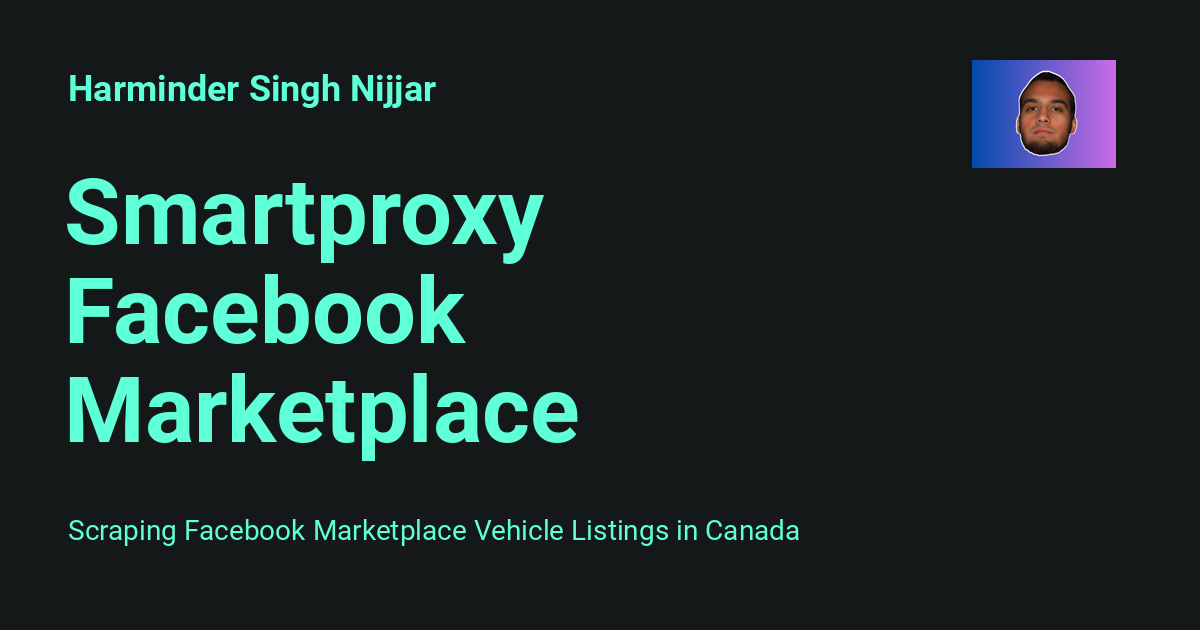 Harminder Singh Nijjar
Smartproxy
Facebook
Marketplace
Scraping Facebook Marketplace Vehicle Listings in Canada